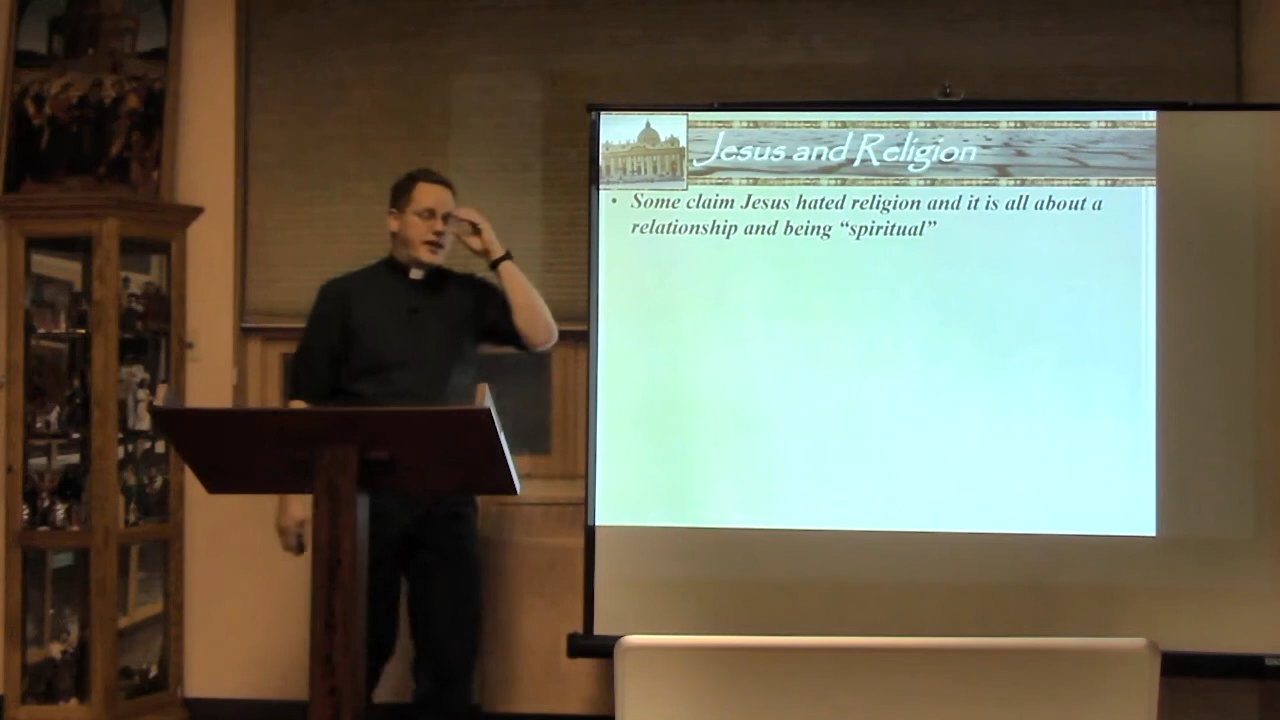 Jesus and Religion
• Some claim Jesus hated religion and it is all about a
relationship and being “spiritual”